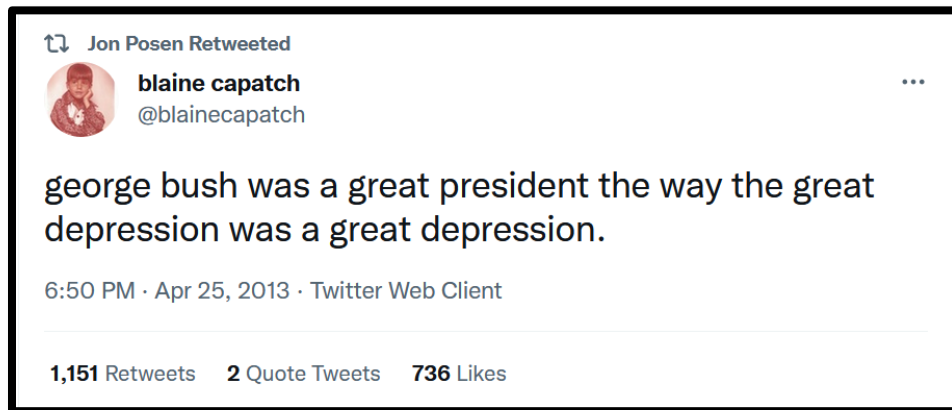 Jon Posen Retweeted
blaine capatch
@blainecapatch
george bush was a great president the way the great
depression was a great depression.
6:50 PM · Apr 25, 2013 · Twitter Web Client
1,151 Retweets 2 Quote Tweets 736 Likes